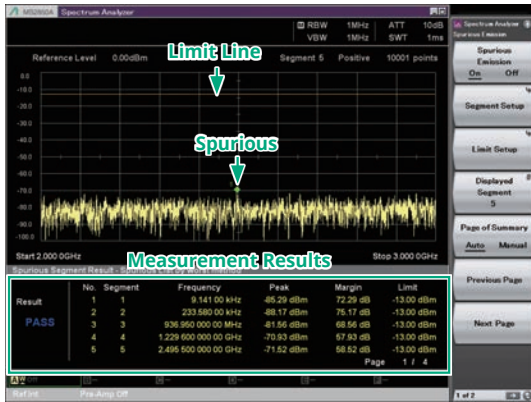 MS2850A Spectrum Analyzer
RBW 1MHz ATT 10dB
VBW 1MHz SWT 1ms
Reference Level 0.00dBm Segment 5 Positive 10001 points
Limit Line
0.0
-10.0
-20.0
-30.0
-40.0
-50.0
-60.0
-70.0
-80.0
-90.0
-100.0
Spurious
Start 2.000 0GHz Stop 3.000 0GHz
Measurement Results
Spurious Segment Result - Spurious List by Worst Method
No. Segment Frequency Peak Margin Limit
Result 1 1 9.141 00 kHz -85.29 dBm 72.29 dB -13.00 dBm
PASS 2 2 233.580 00 kHz -88.17 dBm 75.17 dB -13.00 dBm
3 3 936.950 000 00 MHz -81.56 dBm 68.56 dB -13.00 dBm
4 4 1.229 600 000 00 GHz -70.93 dBm 57.93 dB -13.00 dBm
5 5 2.495 500 000 00 GHz -71.52 dBm 58.52 dB -13.00 dBm
Page 1 / 4
Off
Ref.Int Pre-Amp Off
Spectrum Analyzer
Spurious Emission
Spurious
Emission
On Off
Segment Setup
Limit Setup
Displayed
Segment
5
Page of Summary
Auto Manual
Previous Page
Next Page
1 of 2